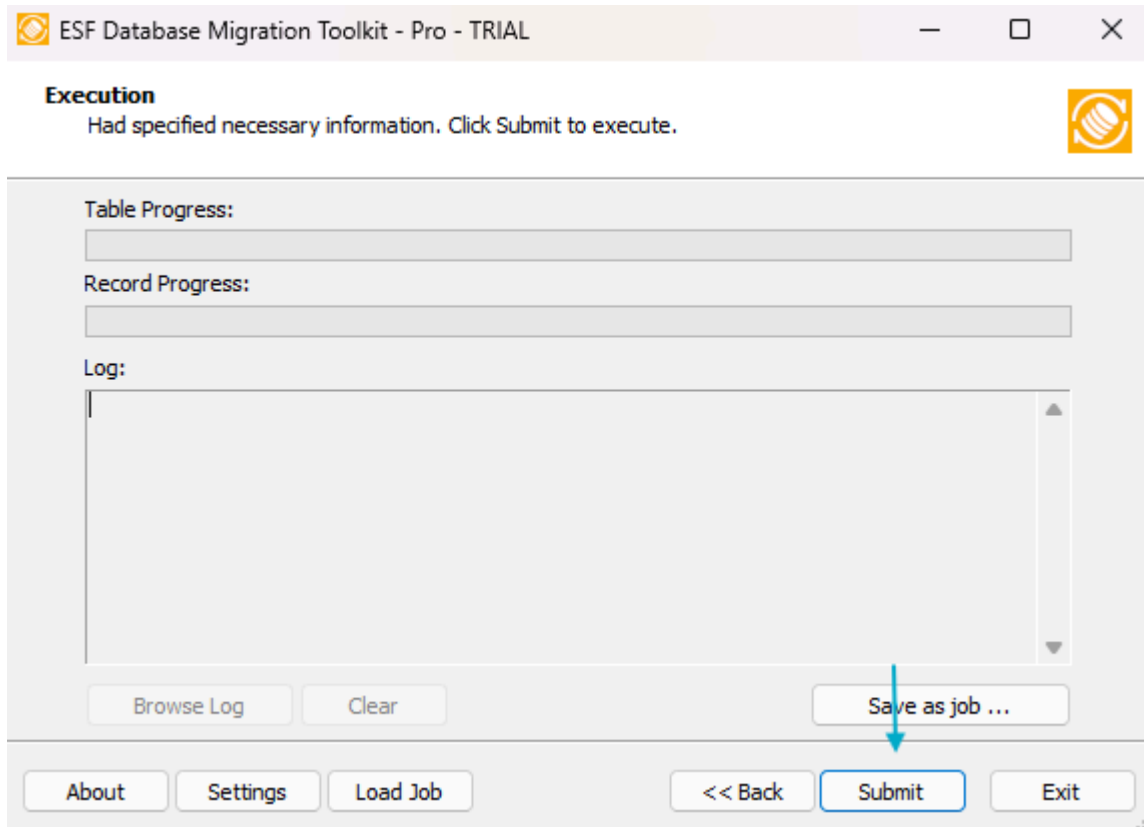 ESF Database Migration Toolkit - Pro - TRIAL
Execution
Had specified necessary information. Click Submit to execute.
Table Progress:
Record Progress:
Log:
Browse Log Clear Save as job ...
About Settings Load Job << Back Submit Exit